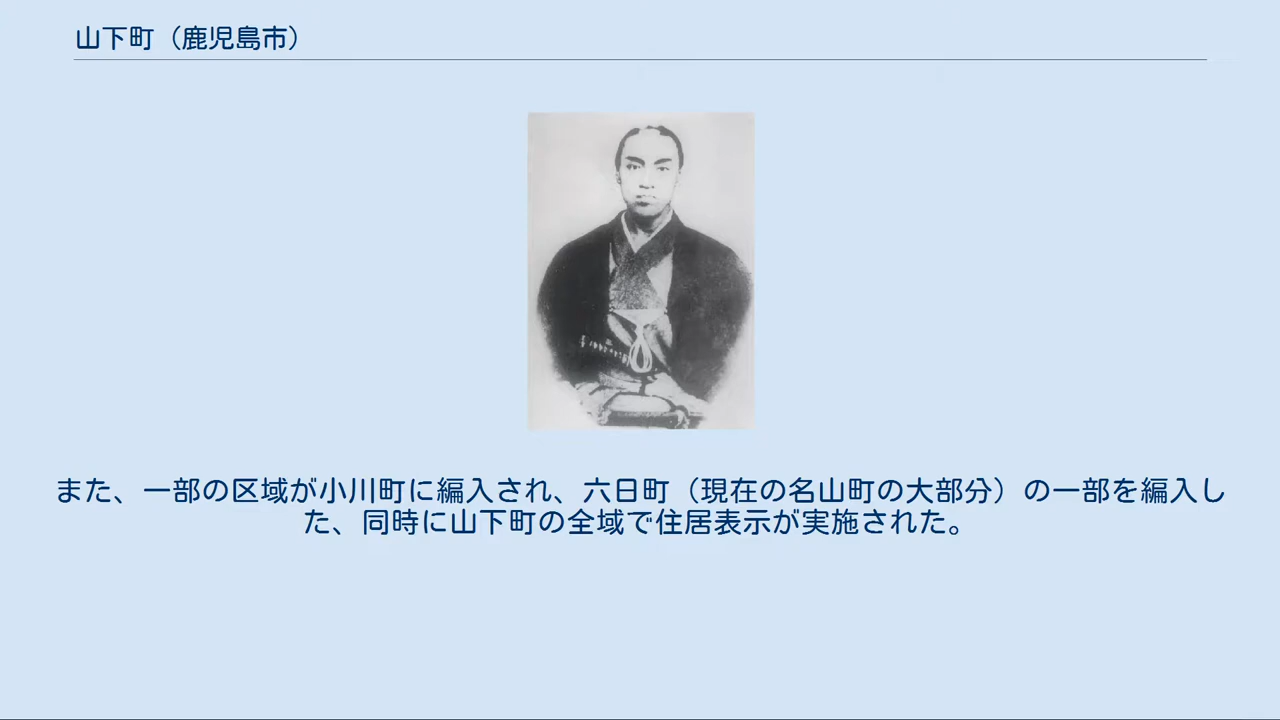 山下町（鹿児島市）
また、一部の区域が小川町に編入され、六日町（現在の名山町の大部分）の一部を編入し
た、同時に山下町の全域で住居表示が実施された。